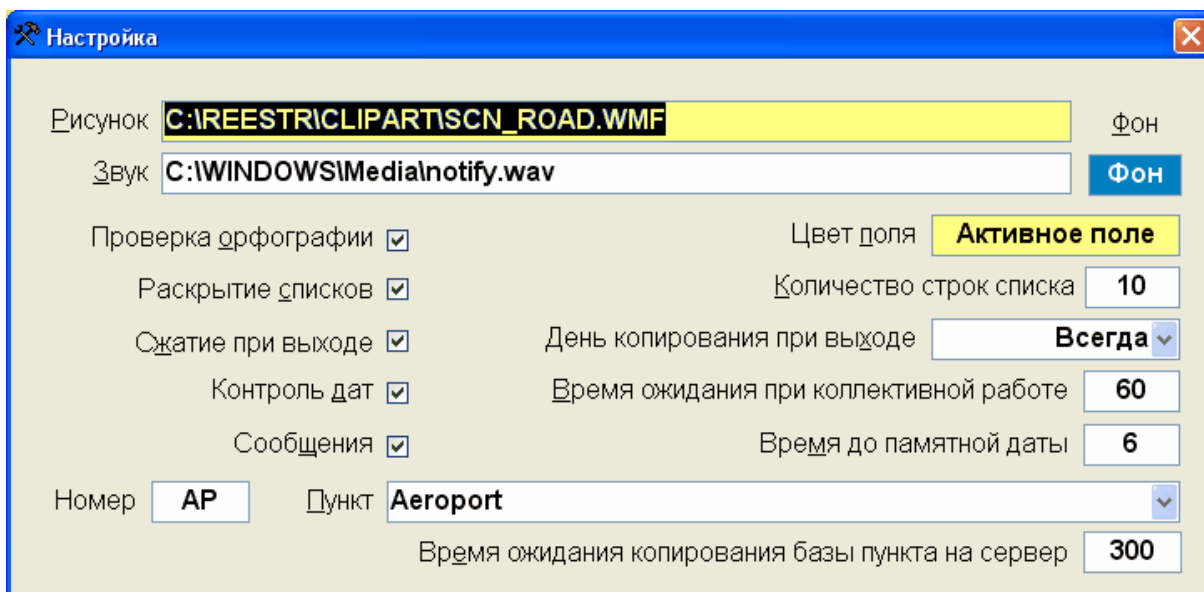 Настройка
Рисунок C:\REESTR\CLIPART\SCN_ROAD.WMF Фон
Звук C:\WINDOWS\Media\notify.wav Фон
Проверка орфографии Цвет поля Активное поле
Раскрытие списков Количество строк списка 10
Сжатие при выходе День копирования при выходе Всегда
Контроль дат Время ожидания при коллективной работе 60
Сообщения Время до памятной даты 6
Номер AP Пункт Aeroport
Время ожидания копирования базы пункта на сервер 300